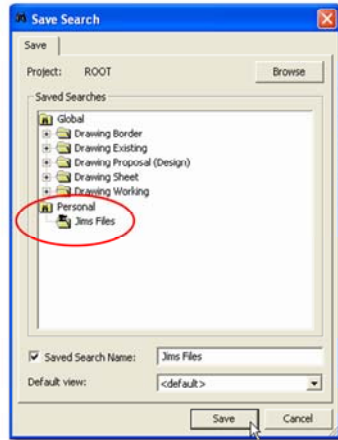 Save Search
Save
Project: ROOT Browse
Saved Searches
Global
Drawing Border
Drawing Existing
Drawing Proposal (Design)
Drawing Sheet
Drawing Working
Personal
Jims Files
Saved Search Name: Jims Files
Default view: <default>
Save Cancel